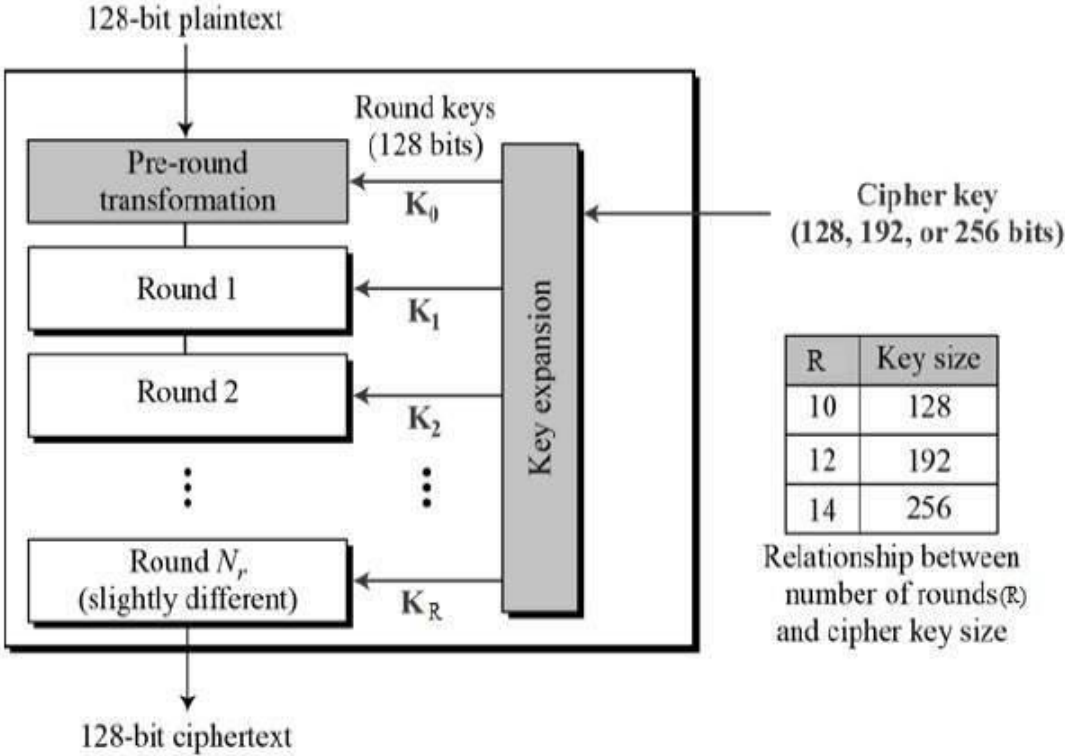 128-bit plaintext
Round keys
(128 bits)
Pre-round
transformation
K₀
Cipher key
(128, 192, or 256 bits)
Round 1
K₁
Round 2
K₂
Key expansion
R Key size
10 128
12 192
14 256
Relationship between
number of rounds(R)
and cipher key size
Round Nᵣ
(slightly different)
K R
128-bit ciphertext